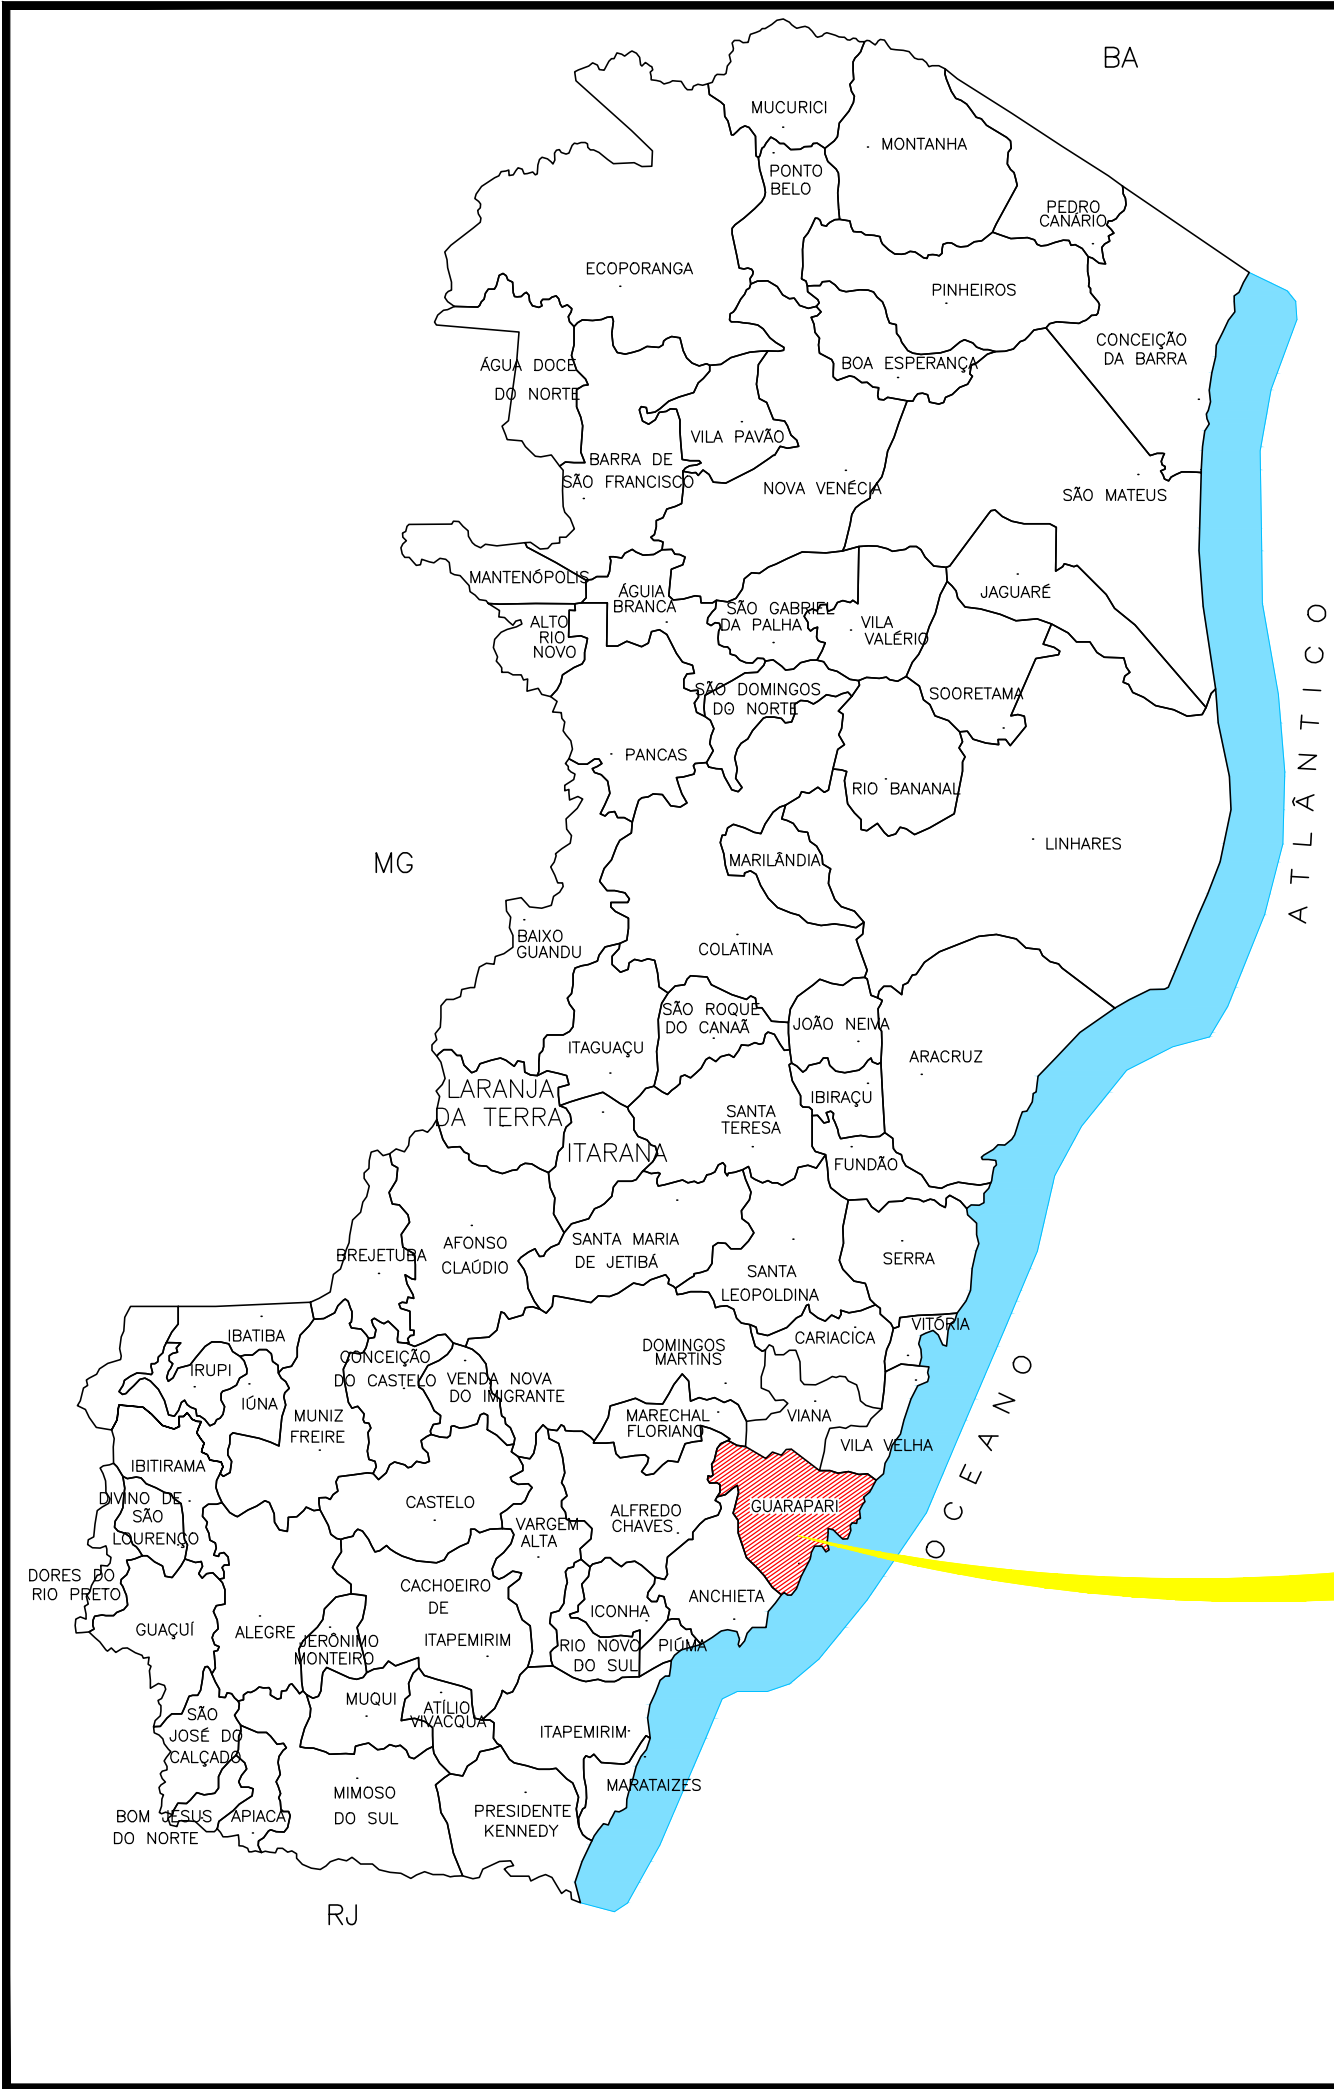 BA
MUCURICI
MONTANHA
PONTO
BELO
PEDRO
CANÁRIO
ECOPORANGA
PINHEIROS
CONCEIÇÃO
DA BARRA
ÁGUA DOCE
DO NORTE
BOA ESPERANÇA
VILA PAVÃO
BARRA DE
SÃO FRANCISCO
NOVA VENÉCIA
SÃO MATEUS
MANTENÓPOLIS
ÁGUIA
BRANCA
JAGUARÉ
SÃO GABRIEL
DA PALHA
VILA
VALÉRIO
ALTO
RIO
NOVO
SÃO DOMINGOS
DO NORTE
SOORETAMA
PANCAS
RIO BANANAL
LINHARES
MARILÂNDIA
MG
ATLÂNTICO
BAIXO
GUANDU
COLATINA
SÃO ROQUE
DO CANAÃ
JOÃO NEIVA
ITAGUAÇU
ARACRUZ
LARANJA
DA TERRA
IBIRAÇU
SANTA
TERESA
ITARANA
FUNDÃO
BREJETUBA
AFONSO
CLAÚDIO
SANTA MARIA
DE JETIBÁ
SERRA
SANTA
LEOPOLDINA
VITÓRIA
IBATIBA
CARIACICA
DOMINGOS
MARTINS
CONCEIÇÃO
DO CASTELO
IRUPI
VENDA NOVA
DO IMIGRANTE
IÚNA
MUNIZ
FREIRE
MARECHAL
FLORIANO
VIANA
VILA VELHA
OCEANO
IBITIRAMA
DIVINO DE
SÃO
LOURENÇO
CASTELO
GUARAPARI
ALFREDO
CHAVES
VARGEM
ALTA
DORES DO
RIO PRETO
CACHOEIRO
DE
ITAPEMIRIM
ANCHIETA
ICONHA
GUAÇUÍ
ALEGRE
JERÔNIMO
MONTEIRO
RIO NOVO
DO SUL
PIÚMA
MUQUI
ATÍLIO
VIVACQUA
SÃO
JOSÉ DO
CALÇADO
ITAPEMIRIM
MARATAIZES
MIMOSO
DO SUL
PRESIDENTE
KENNEDY
BOM JESUS
DO NORTE
APIACÁ
RJ